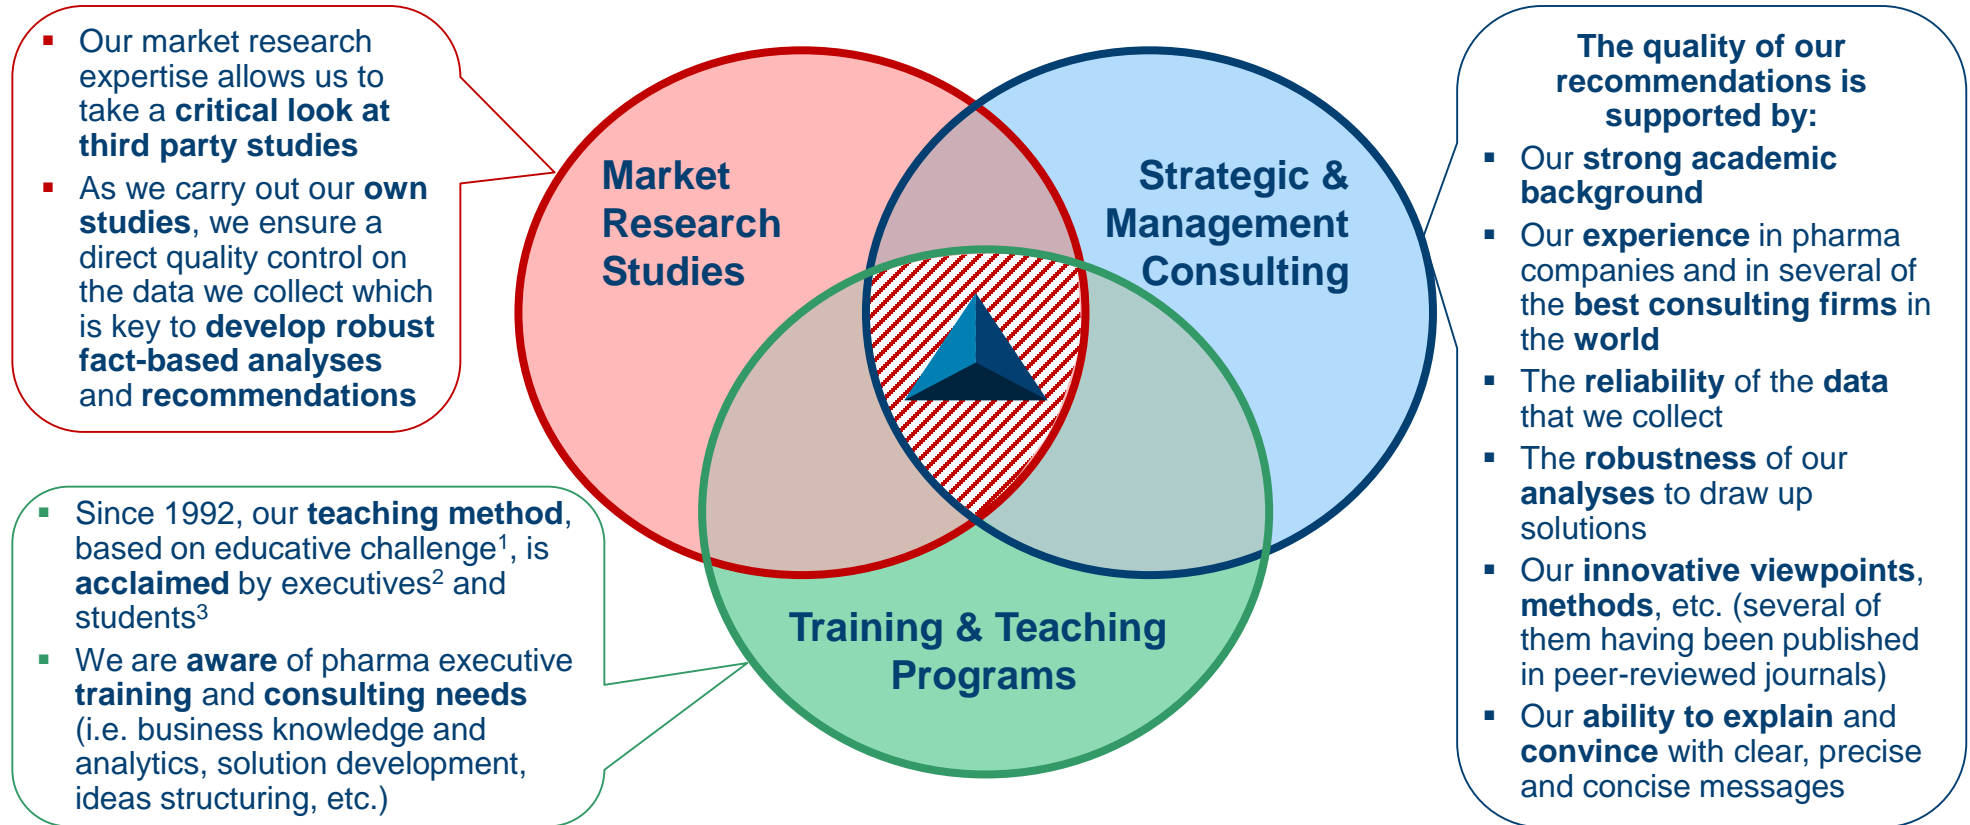 ▪ Our market research
expertise allows us to
take a critical look at
third party studies
▪ As we carry out our own
studies, we ensure a
direct quality control on
the data we collect which
is key to develop robust
fact-based analyses
and recommendations
▪ Since 1992, our teaching method,
based on educative challenge¹, is
acclaimed by executives² and
students³
▪ We are aware of pharma executive
training and consulting needs
(i.e. business knowledge and
analytics, solution development,
ideas structuring, etc.)
Market
Research
Studies
Strategic &
Management
Consulting
Training & Teaching
Programs
The quality of our
recommendations is
supported by:
▪ Our strong academic
background
▪ Our experience in pharma
companies and in several of
the best consulting firms in
the world
▪ The reliability of the data
that we collect
▪ The robustness of our
analyses to draw up
solutions
▪ Our innovative viewpoints,
methods, etc. (several of
them having been published
in peer-reviewed journals)
▪ Our ability to explain and
convince with clear, precise
and concise messages